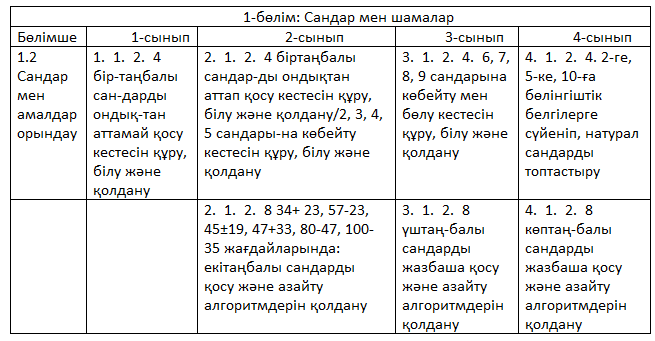 1-бөлім: Сандар мен шамалар
Бөлімше 1-сынып 2-сынып 3-сынып 4-сынып
1.2
Сандар
мен
амалдар
орындау
1. 1. 2. 4
бір-таңбалы
сан-дарды
ондық-тан
аттамай қосу
кестесін құру,
білу және
қолдану
2. 1. 2. 4 біртаңбалы
сандар-ды ондықтан
аттап қосу кестесін құру,
білу және қолдану/2, 3, 4,
5 сандары-на көбейту
кестесін құру, білу және
қолдану
3. 1. 2. 4. 6, 7,
8, 9 сандарына
көбейту мен
бөлу кестесін
құру, білу және
қолдану
4. 1. 2. 4. 2-ге,
5-ке, 10-ға
бөлінгіштік
белгілерге
сүйеніп, натурал
сандарды
топтастыру
2. 1. 2. 8 34+ 23, 57-23,
45±19, 47+33, 80-47, 100-
35 жағдайларында:
екітаңбалы сандарды
қосу және азайту
алгоритмдерін қолдану
3. 1. 2. 8
үштаң-балы
сандарды
жазбаша қосу
және азайту
алгоритмдерін
қолдану
4. 1. 2. 8
көптаң-балы
сандарды
жазбаша қосу
және азайту
алгоритмдерін
қолдану